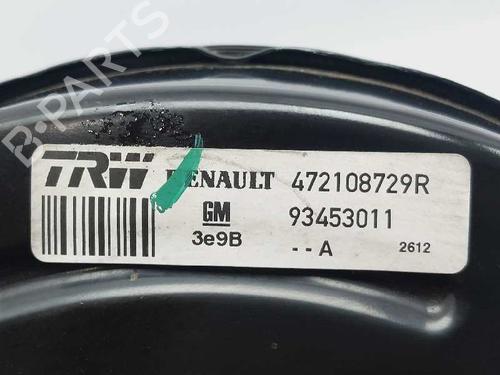 B-PARTS
TRW RENAULT 472108729R
GM 93453011
3e9B --A 2612